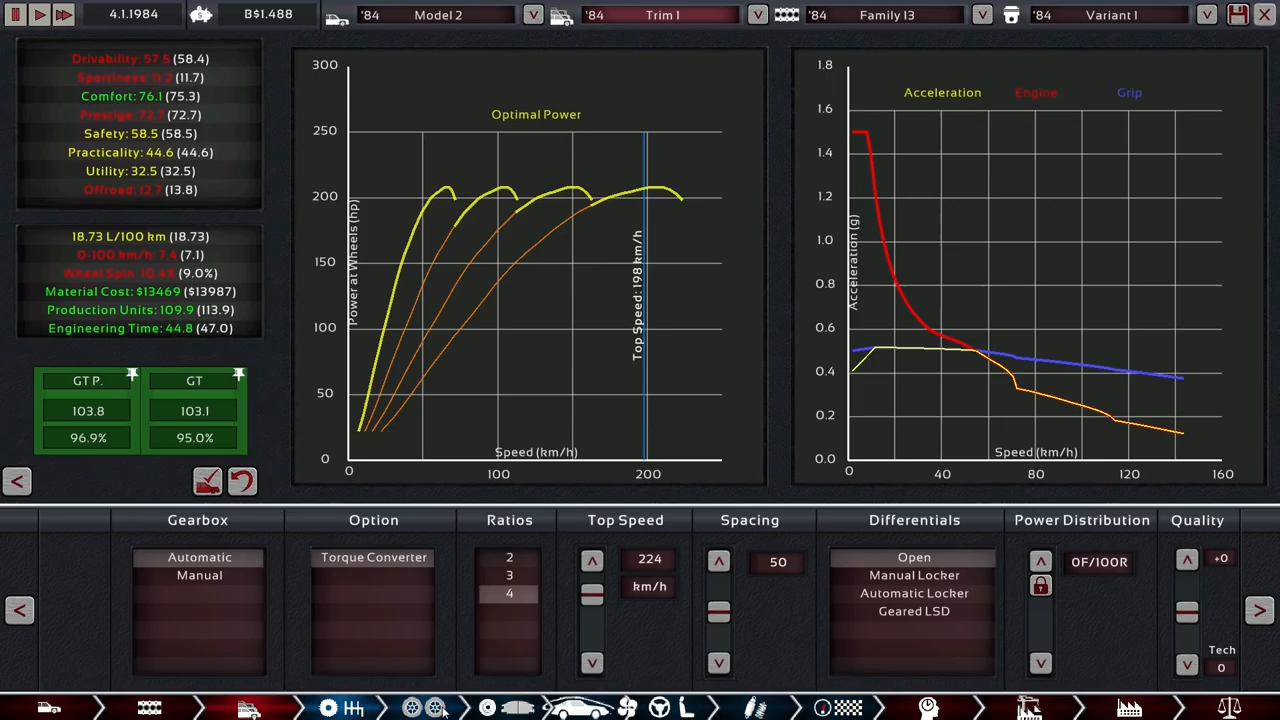 4.1.1984
B$1.488
'84 Model 2
'84 Trim 1
'84 Family 13
'84 Variant 1
Drivability: 57.5 (58.4)
Sportiness: 11.2 (11.7)
Comfort: 76.1 (75.3)
Prestige: 72.7 (72.7)
Safety: 58.5 (58.5)
Practicality: 44.6 (44.6)
Utility: 32.5 (32.5)
Offroad: 12.7 (13.8)
18.73 L/100 km (18.73)
0-100 km/h: 7.4 (7.1)
Wheel Spin: 10.4% (9.0%)
Material Cost: $13469 ($13987)
Production Units: 109.9 (113.9)
Engineering Time: 44.8 (47.0)
GT P. GT
103.8 103.1
96.9% 95.0%
300
250
200
150
100
50
0
Power at Wheels (hp)
Optimal Power
Top Speed: 198 km/h
Speed (km/h)
0 100 200
1.8
1.6
1.4
1.2
1.0
0.8
0.6
0.4
0.2
0.0
Acceleration (g)
Acceleration Engine Grip
Speed (km/h)
0 40 80 120 160
Gearbox
Automatic
Manual
Option
Torque Converter
Ratios
2
3
4
Top Speed
224
km/h
Spacing
50
Differentials
Open
Manual Locker
Automatic Locker
Geared LSD
Power Distribution
0F/100R
Quality
+0
Tech
0